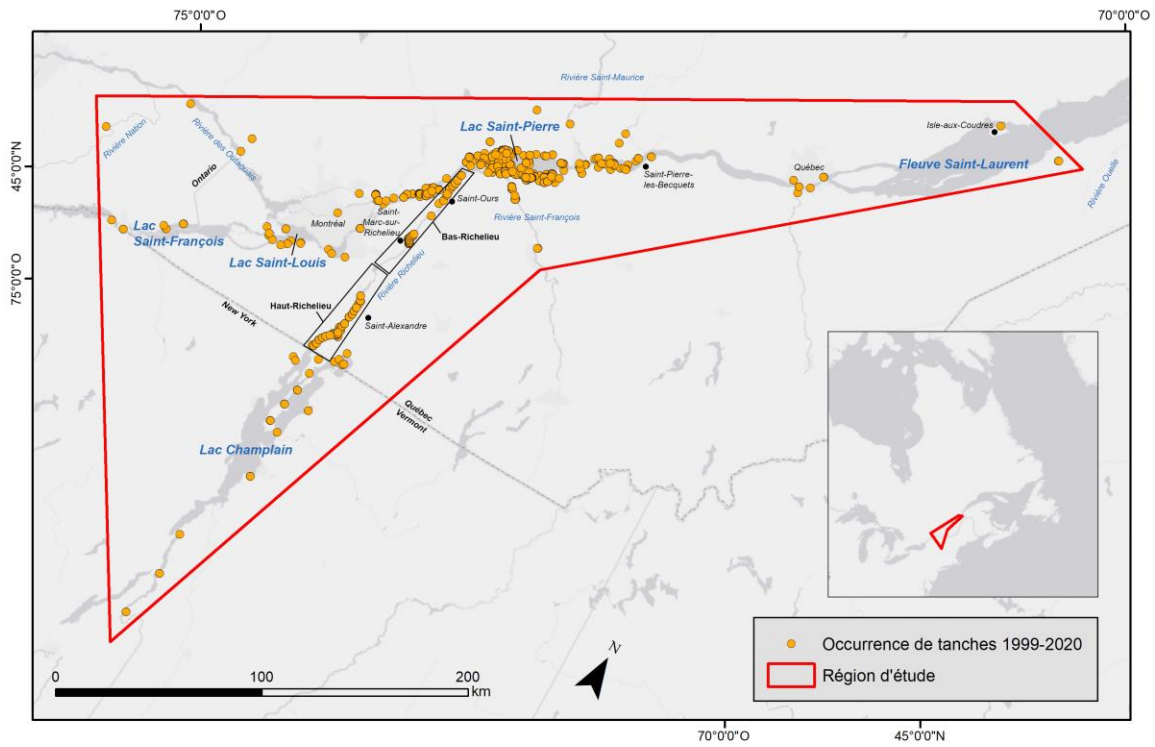 75°0'0"O
70°0'0"O
Rivière Saint-Maurice
Isle-aux-Coudres
Lac Saint-Pierre
Rivière Nation
Rivière des Outaouais
Fleuve Saint-Laurent
45°0'0"N
Ontario
Québec
Saint-Pierre-
les-Becquets
Rivière Ouelle
Saint-Ours
Saint-
Marc-sur-
Richelieu
Montréal
Rivière Saint-François
Lac
Saint-François
Bas-Richelieu
Lac Saint-Louis
75°0'0"O
Rivière Richelieu
Haut-Richelieu
New York
Saint-Alexandre
Québec
Vermont
Lac Champlain
Occurrence de tanches 1999-2020
Région d'étude
N
0
100
200
km
70°0'0"O
45°0'0"N